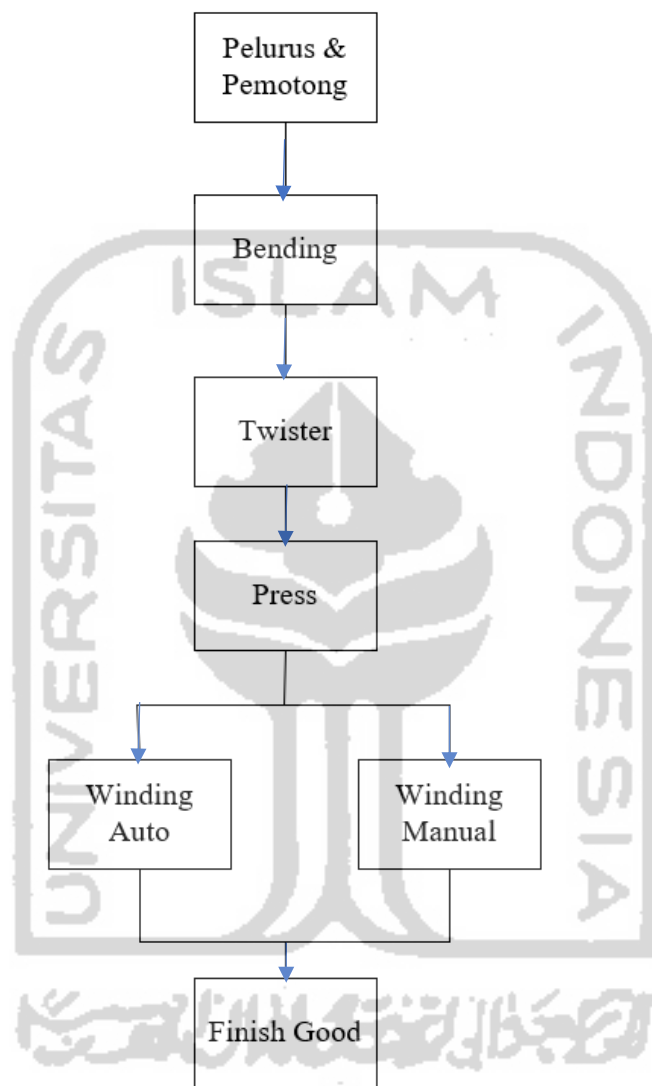 Pelurus &
Pemotong
Bending
ISLAM
UNIVERSITAS
INDONESIA
Twister
Press
Winding
Auto
Winding
Manual
Finish Good